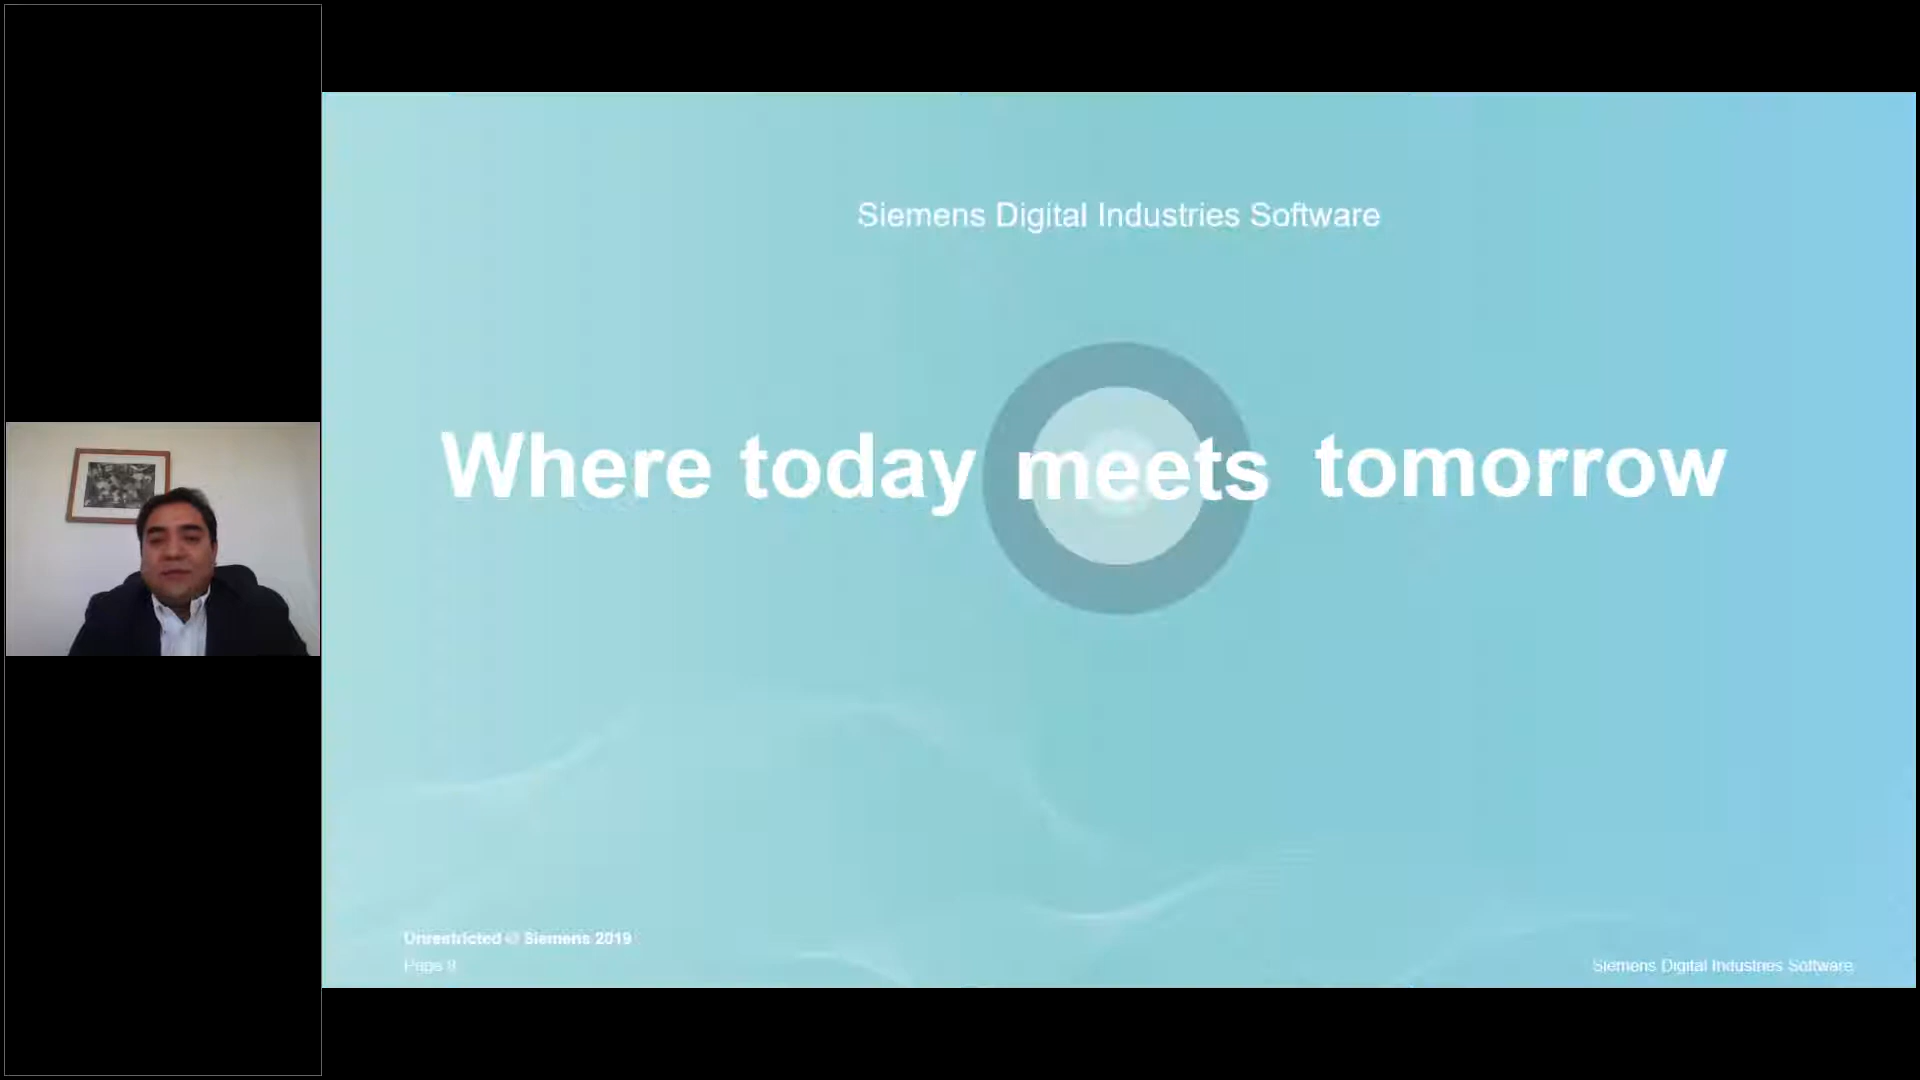 Siemens Digital Industries Software
Where today meets tomorrow
Unrestricted © Siemens 2019
Page 8
Siemens Digital Industries Software